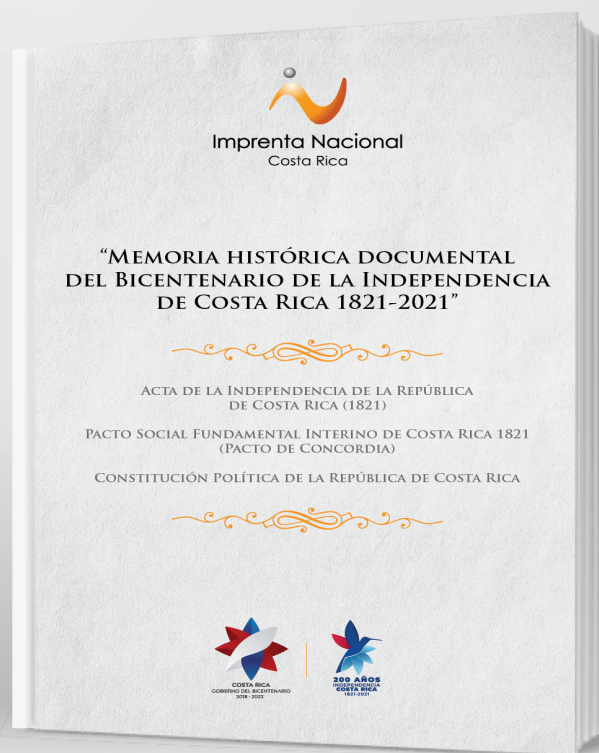 Imprenta Nacional
Costa Rica
“Memoria histórica documental
del Bicentenario de la Independencia
de Costa Rica 1821-2021”
Acta de la Independencia de la República
de Costa Rica (1821)
Pacto Social Fundamental Interino de Costa Rica 1821
(Pacto de Concordia)
Constitución Política de la República de Costa Rica
COSTA RICA
GOBIERNO DEL BICENTENARIO
2018 - 2022
200 AÑOS
INDEPENDENCIA
COSTA RICA
1821-2021